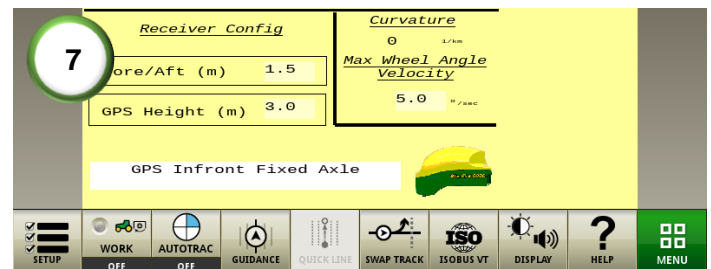 Receiver Config
Curvature
0 1/km
7
ore/Aft (m) 1.5
Max Wheel Angle
Velocity
GPS Height (m) 3.0
5.0 °/sec
GPS Infront Fixed Axle
SETUP
WORK
OFF
AUTOTRAC
OFF
GUIDANCE
QUICK LINE
SWAP TRACK
ISO
ISOBUS VT
DISPLAY
?
HELP
MENU